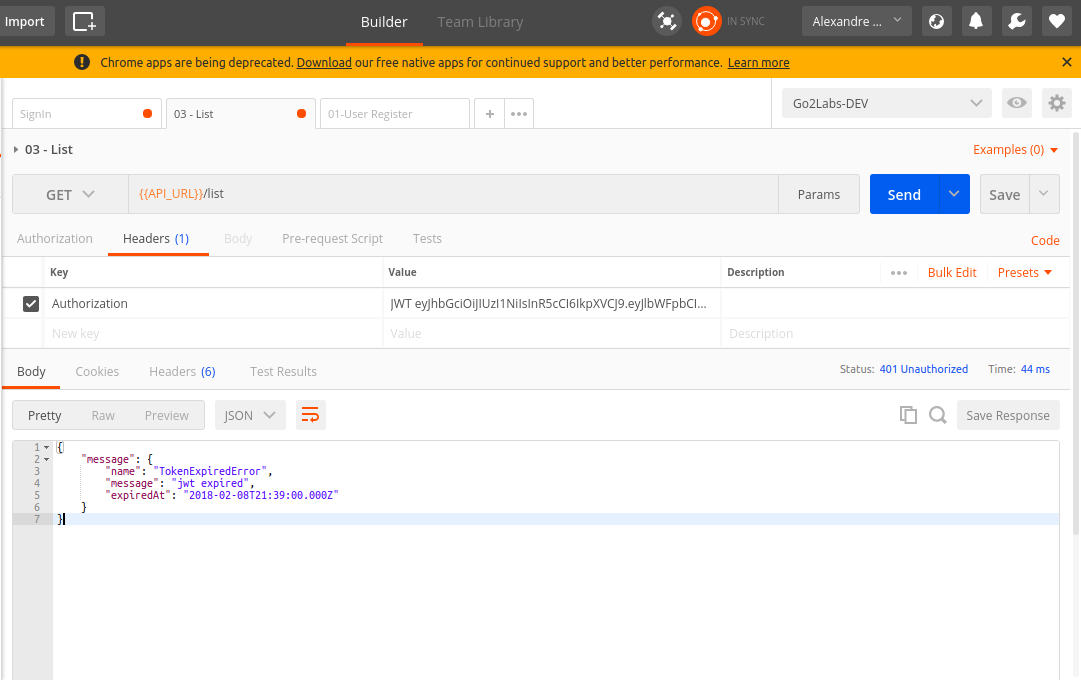 Import
Builder
Team Library
IN SYNC
Alexandre ...
Chrome apps are being deprecated. Download our free native apps for continued support and better performance. Learn more
SignIn
03 - List
01-User Register
Go2Labs-DEV
03 - List
Examples (0)
GET
{{API_URL}}/list
Params
Send
Save
Authorization
Headers (1)
Body
Pre-request Script
Tests
Code
Key
Value
Description
Bulk Edit
Presets
Authorization
JWT eyJhbGciOiJIUzI1NiIsInR5cCI6IkpXVCJ9.eyJlbWFpbCI...
New key
Value
Description
Body
Cookies
Headers (6)
Test Results
Status: 401 Unauthorized
Time: 44 ms
Pretty
Raw
Preview
JSON
Save Response
1 {
2 "message": {
3 "name": "TokenExpiredError",
4 "message": "jwt expired",
5 "expiredAt": "2018-02-08T21:39:00.000Z"
6 }
7 }